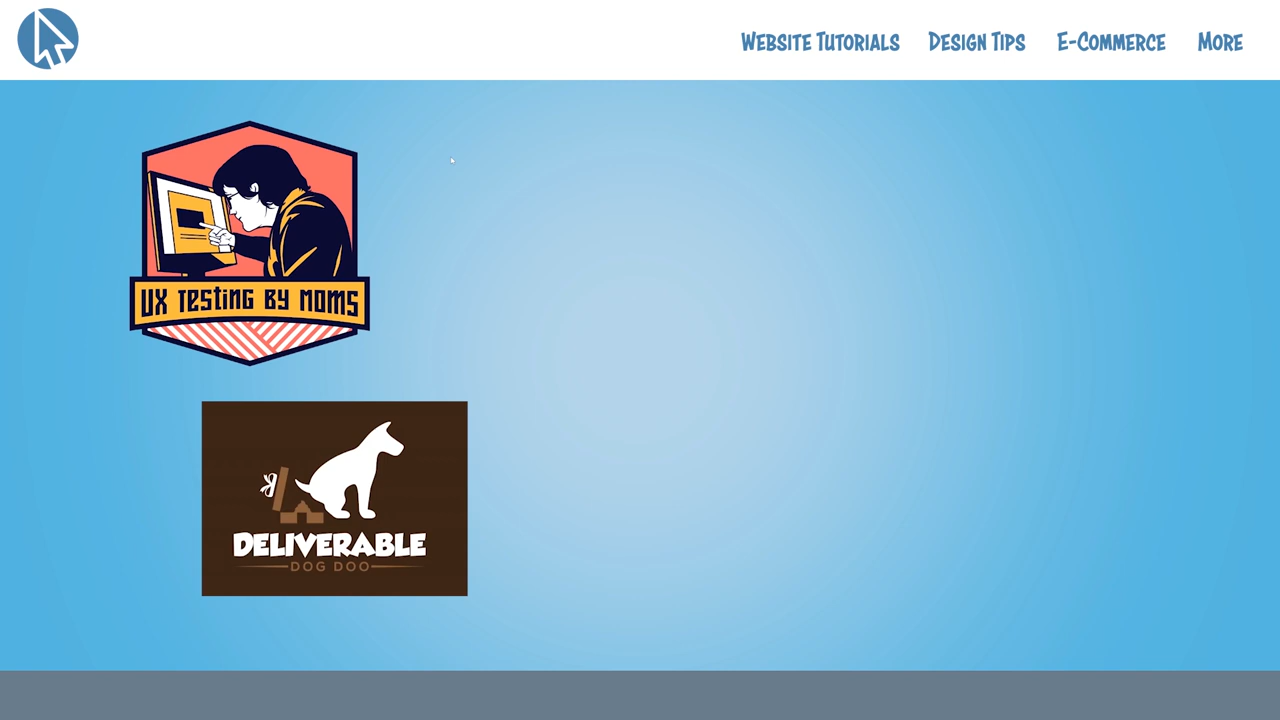 Website Tutorials Design Tips E-Commerce More
UX TESTING BY MOMS
DELIVERABLE
DOG DOO